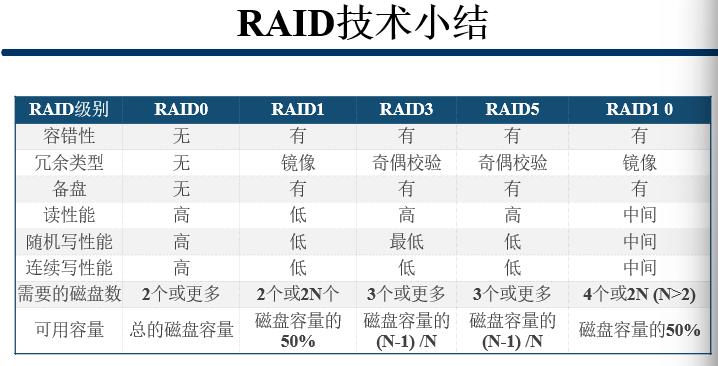 RAID技术小结
RAID级别 RAID0 RAID1 RAID3 RAID5 RAID1 0
容错性 无 有 有 有 有
冗余类型 无 镜像 奇偶校验 奇偶校验 镜像
备盘 无 有 有 有 有
读性能 高 低 高 高 中间
随机写性能 高 低 最低 低 中间
连续写性能 高 低 低 低 中间
需要的磁盘数 2个或更多 2个或2N个 3个或更多 3个或更多 4个或2N (N>2)
可用容量 总的磁盘容量 磁盘容量的 磁盘容量的 磁盘容量的 磁盘容量的50%
50% (N-1) /N (N-1) /N